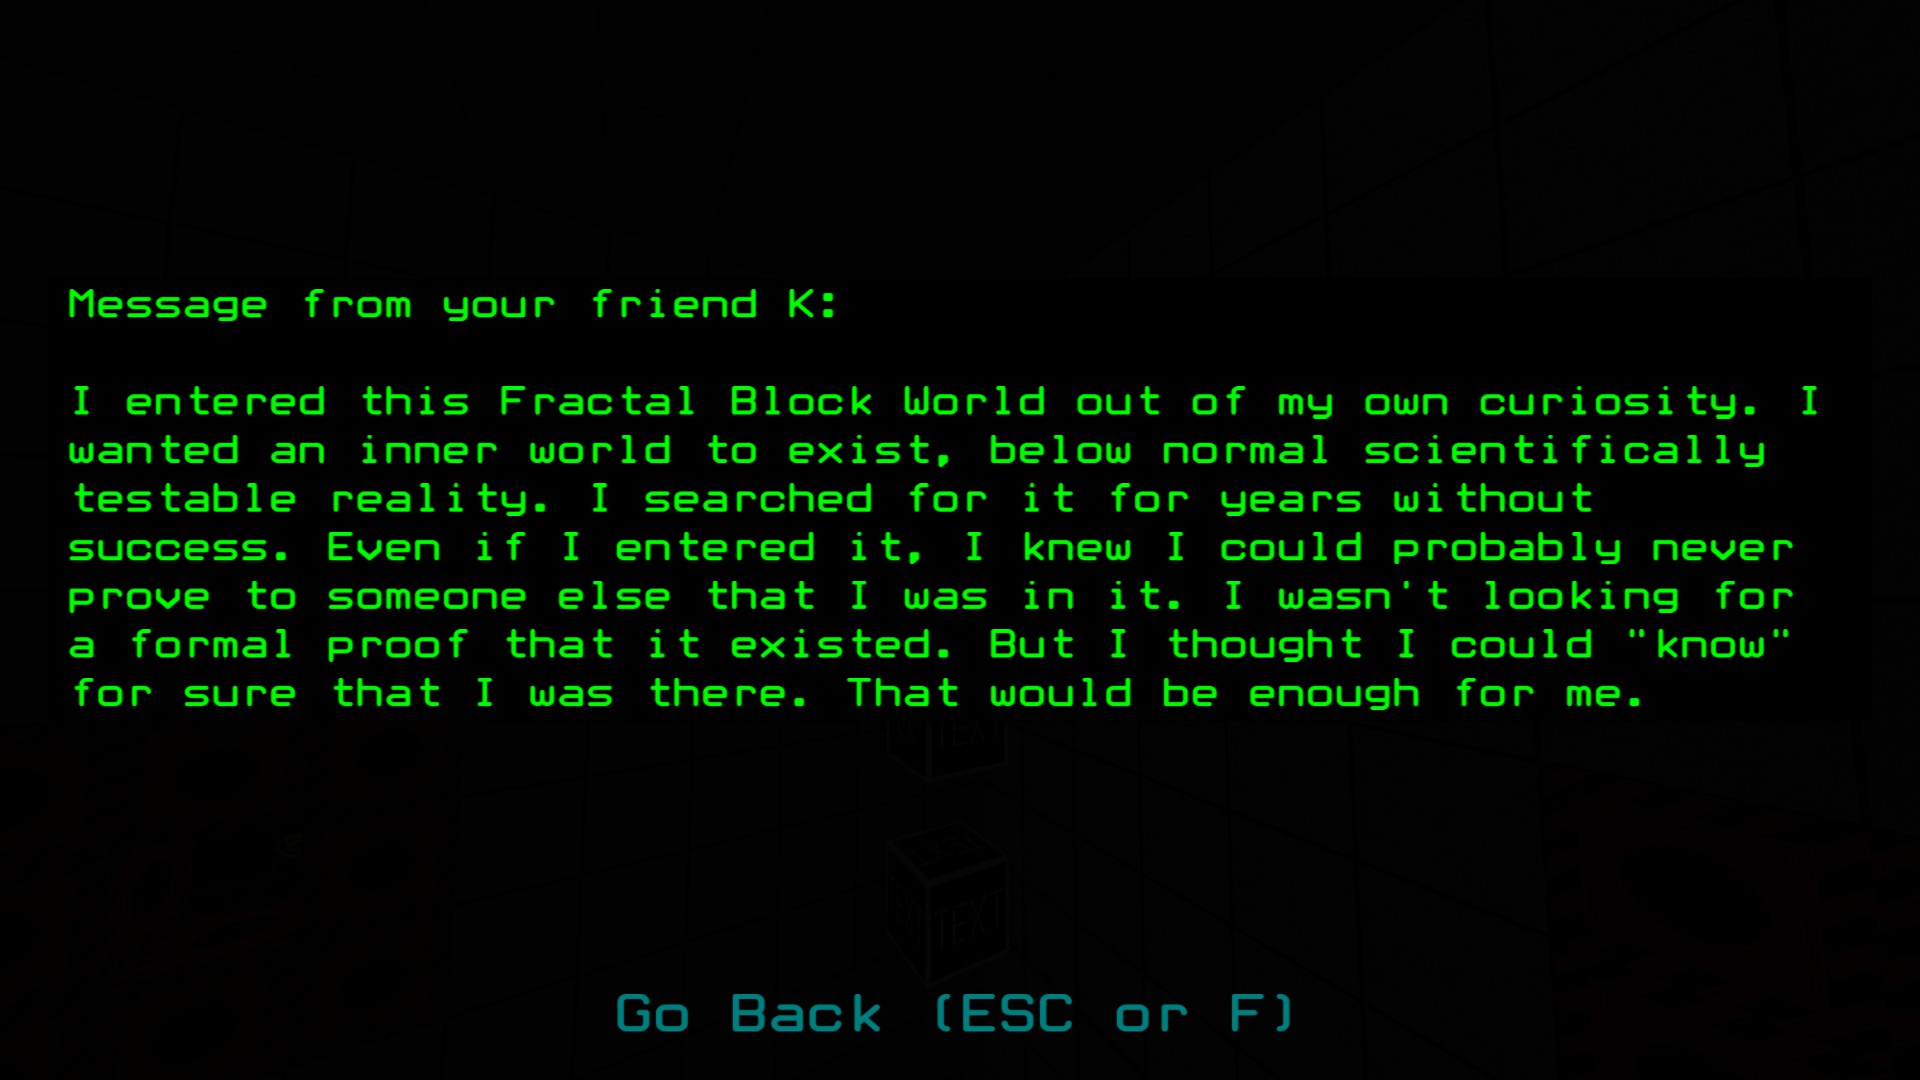 Message from your friend K:
I entered this Fractal Block World out of my own curiosity. I
wanted an inner world to exist, below normal scientifically
testable reality. I searched for it for years without
success. Even if I entered it, I knew I could probably never
prove to someone else that I was in it. I wasn't looking for
a formal proof that it existed. But I thought I could "know"
for sure that I was there. That would be enough for me.
TEXT
TEXT
Go Back (ESC or F)